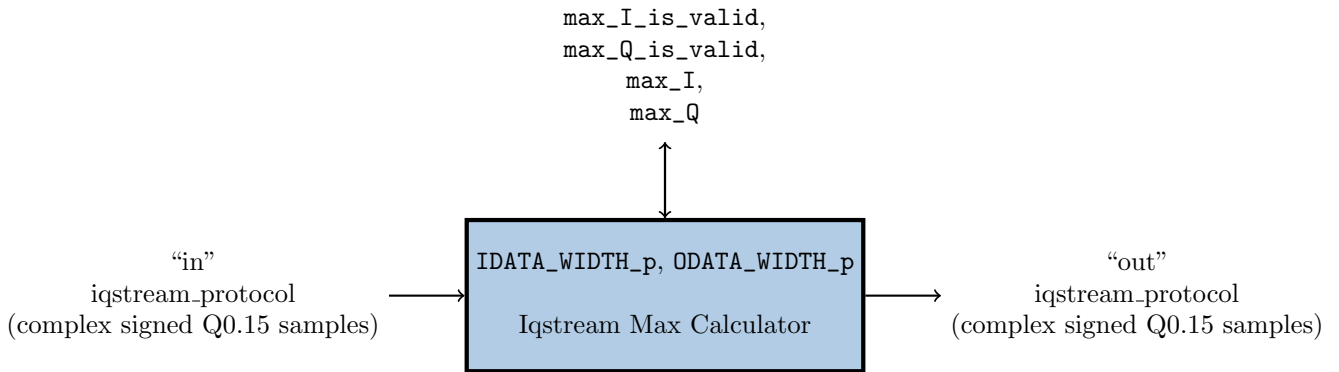 max_I_is_valid,
max_Q_is_valid,
max_I,
max_Q
“in”
iqstream_protocol
(complex signed Q0.15 samples)
IDATA_WIDTH_p, ODATA_WIDTH_p
Iqstream Max Calculator
“out”
iqstream_protocol
(complex signed Q0.15 samples)